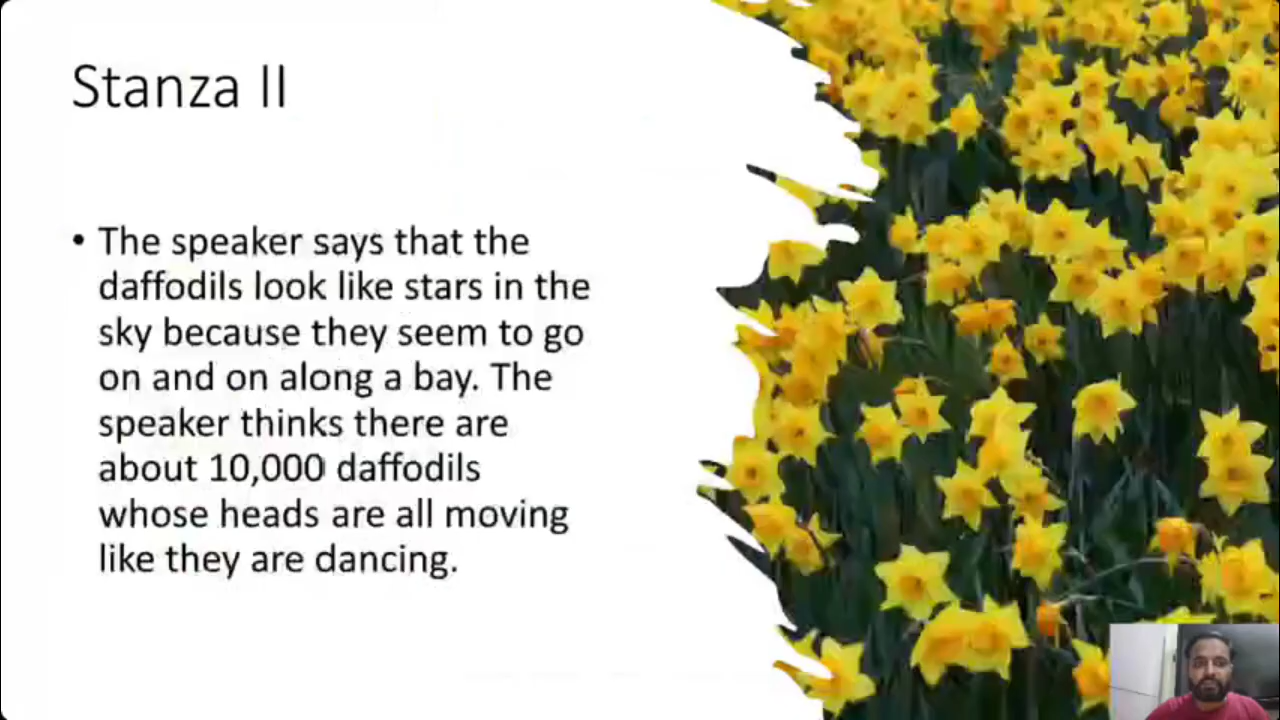 Stanza II
• The speaker says that the
daffodils look like stars in the
sky because they seem to go
on and on along a bay. The
speaker thinks there are
about 10,000 daffodils
whose heads are all moving
like they are dancing.